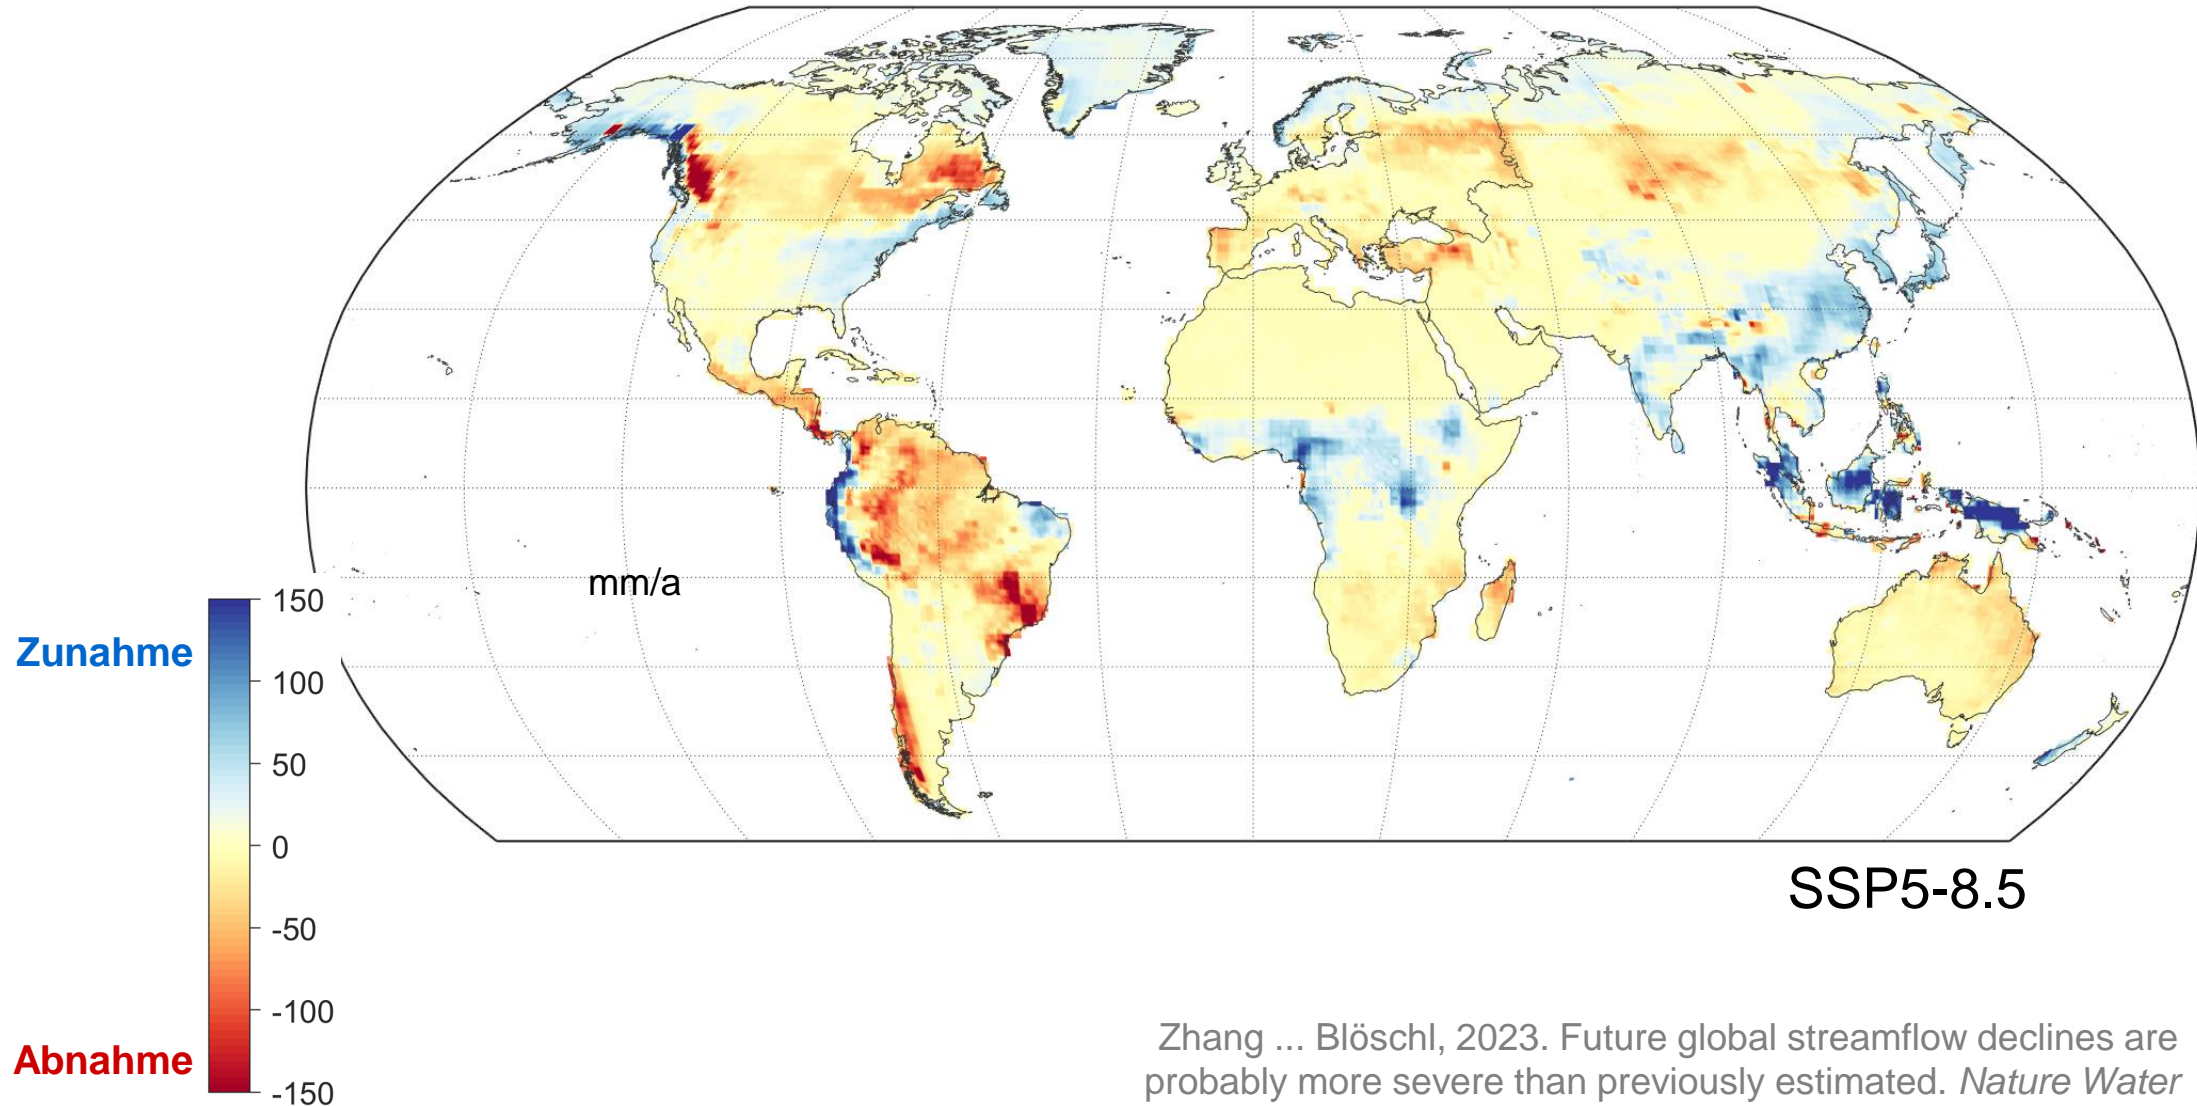 mm/a
Zunahme
Abnahme
150
100
50
0
-50
-100
-150
SSP5-8.5
Zhang ... Blöschl, 2023. Future global streamflow declines are
probably more severe than previously estimated. Nature Water